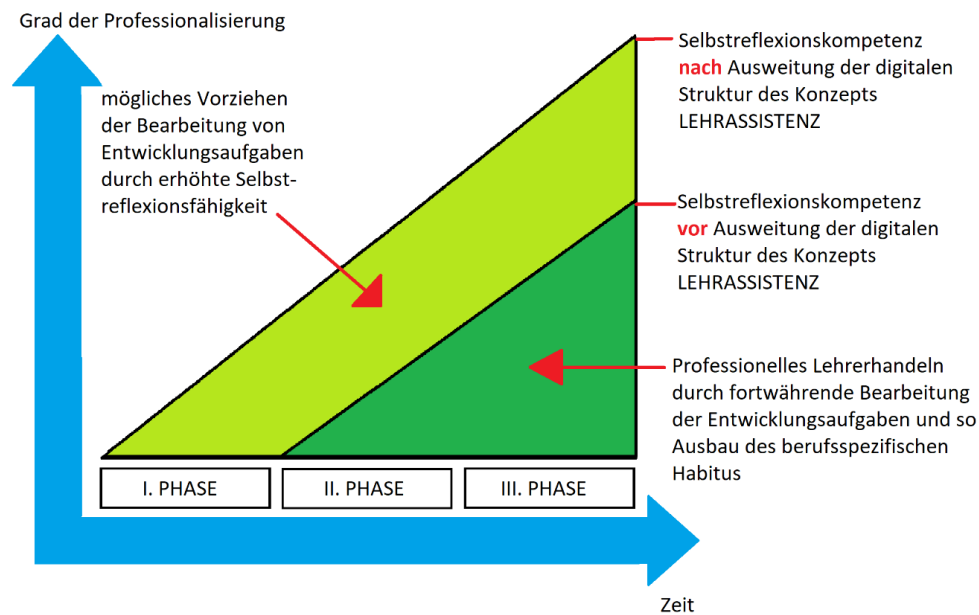 Grad der Professionalisierung
mögliches Vorziehen
der Bearbeitung von
Entwicklungsaufgaben
durch erhöhte Selbst-
reflexionsfähigkeit
Selbstreflexionskompetenz
nach Ausweitung der digitalen
Struktur des Konzepts
LEHRASSISTENZ
Selbstreflexionskompetenz
vor Ausweitung der digitalen
Struktur des Konzepts
LEHRASSISTENZ
Professionelles Lehrerhandeln
durch fortwährende Bearbeitung
der Entwicklungsaufgaben und so
Ausbau des berufsspezifischen
Habitus
I. PHASE
II. PHASE
III. PHASE
Zeit